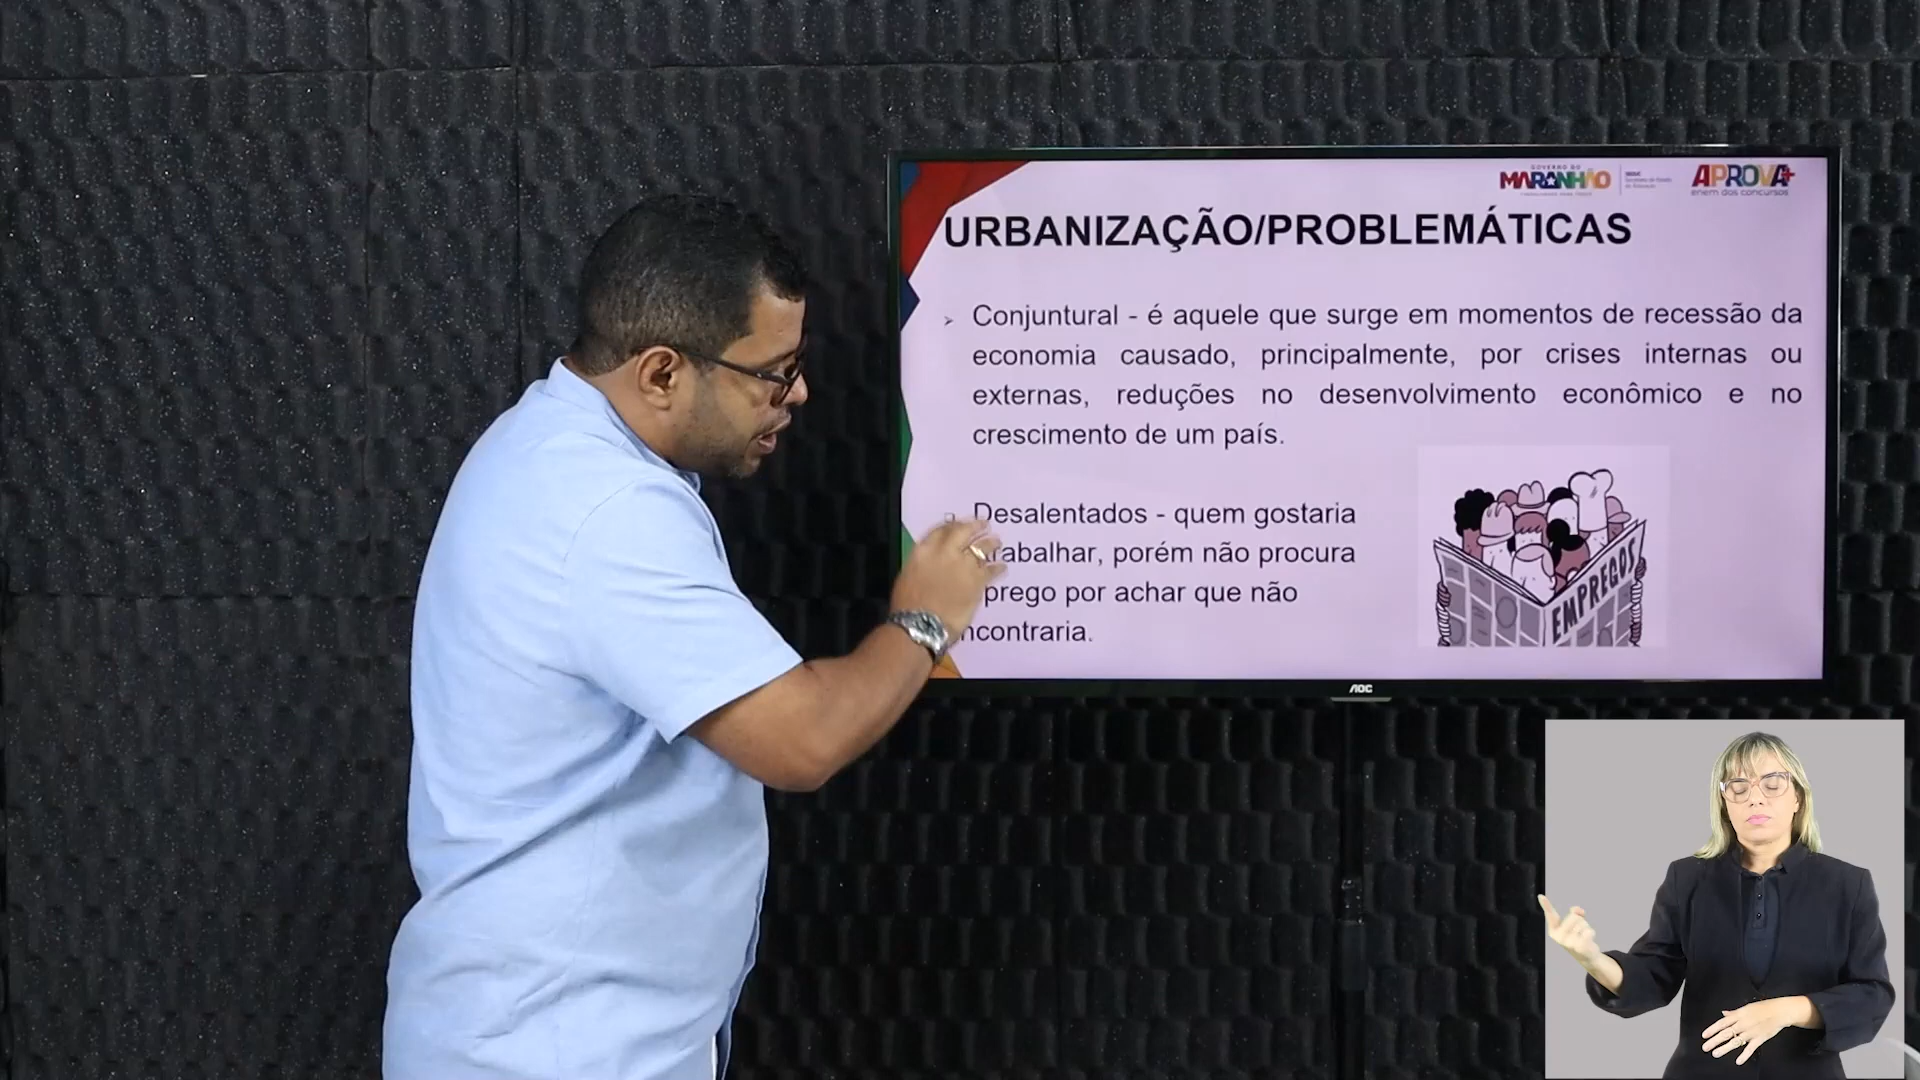 GOVERNO DO
MARANHÃO
APROVA+
enem dos concursos
URBANIZAÇÃO/PROBLEMÁTICAS
Conjuntural - é aquele que surge em momentos de recessão da
economia causado, principalmente, por crises internas ou
externas, reduções no desenvolvimento econômico e no
crescimento de um país.
Desalentados - quem gostaria
rabalhar, porém não procura
prego por achar que não
ncontraria.
EMPREGOS
AOC